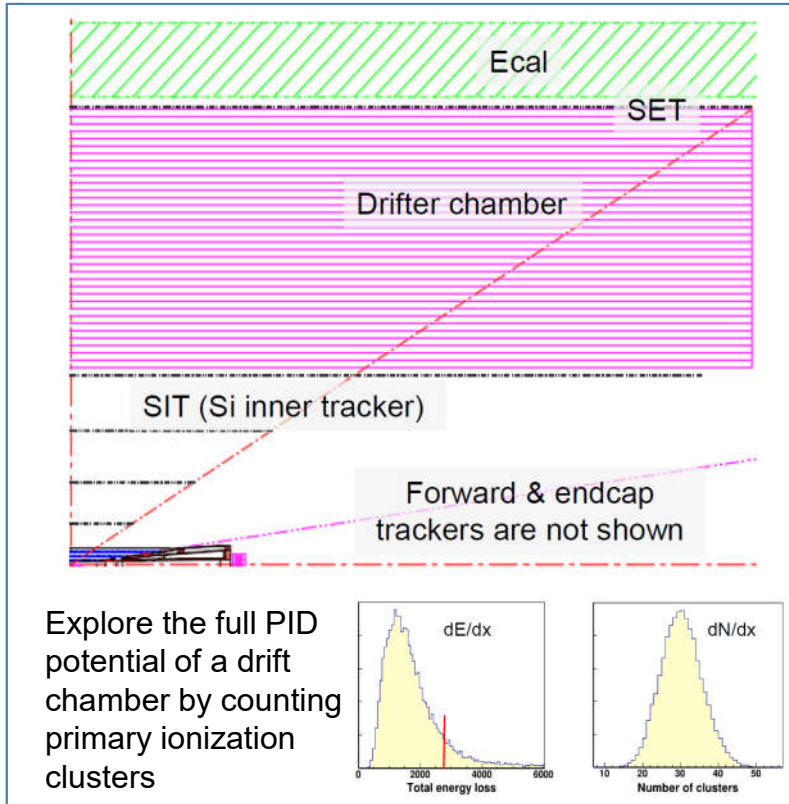 Ecal
SET
Drifter chamber
SIT (Si inner tracker)
Forward & endcap
trackers are not shown
Explore the full PID
potential of a drift
chamber by counting
primary ionization
clusters
dE/dx
0 2000 4000 6000
Total energy loss
dN/dx
10 20 30 40 50
Number of clusters